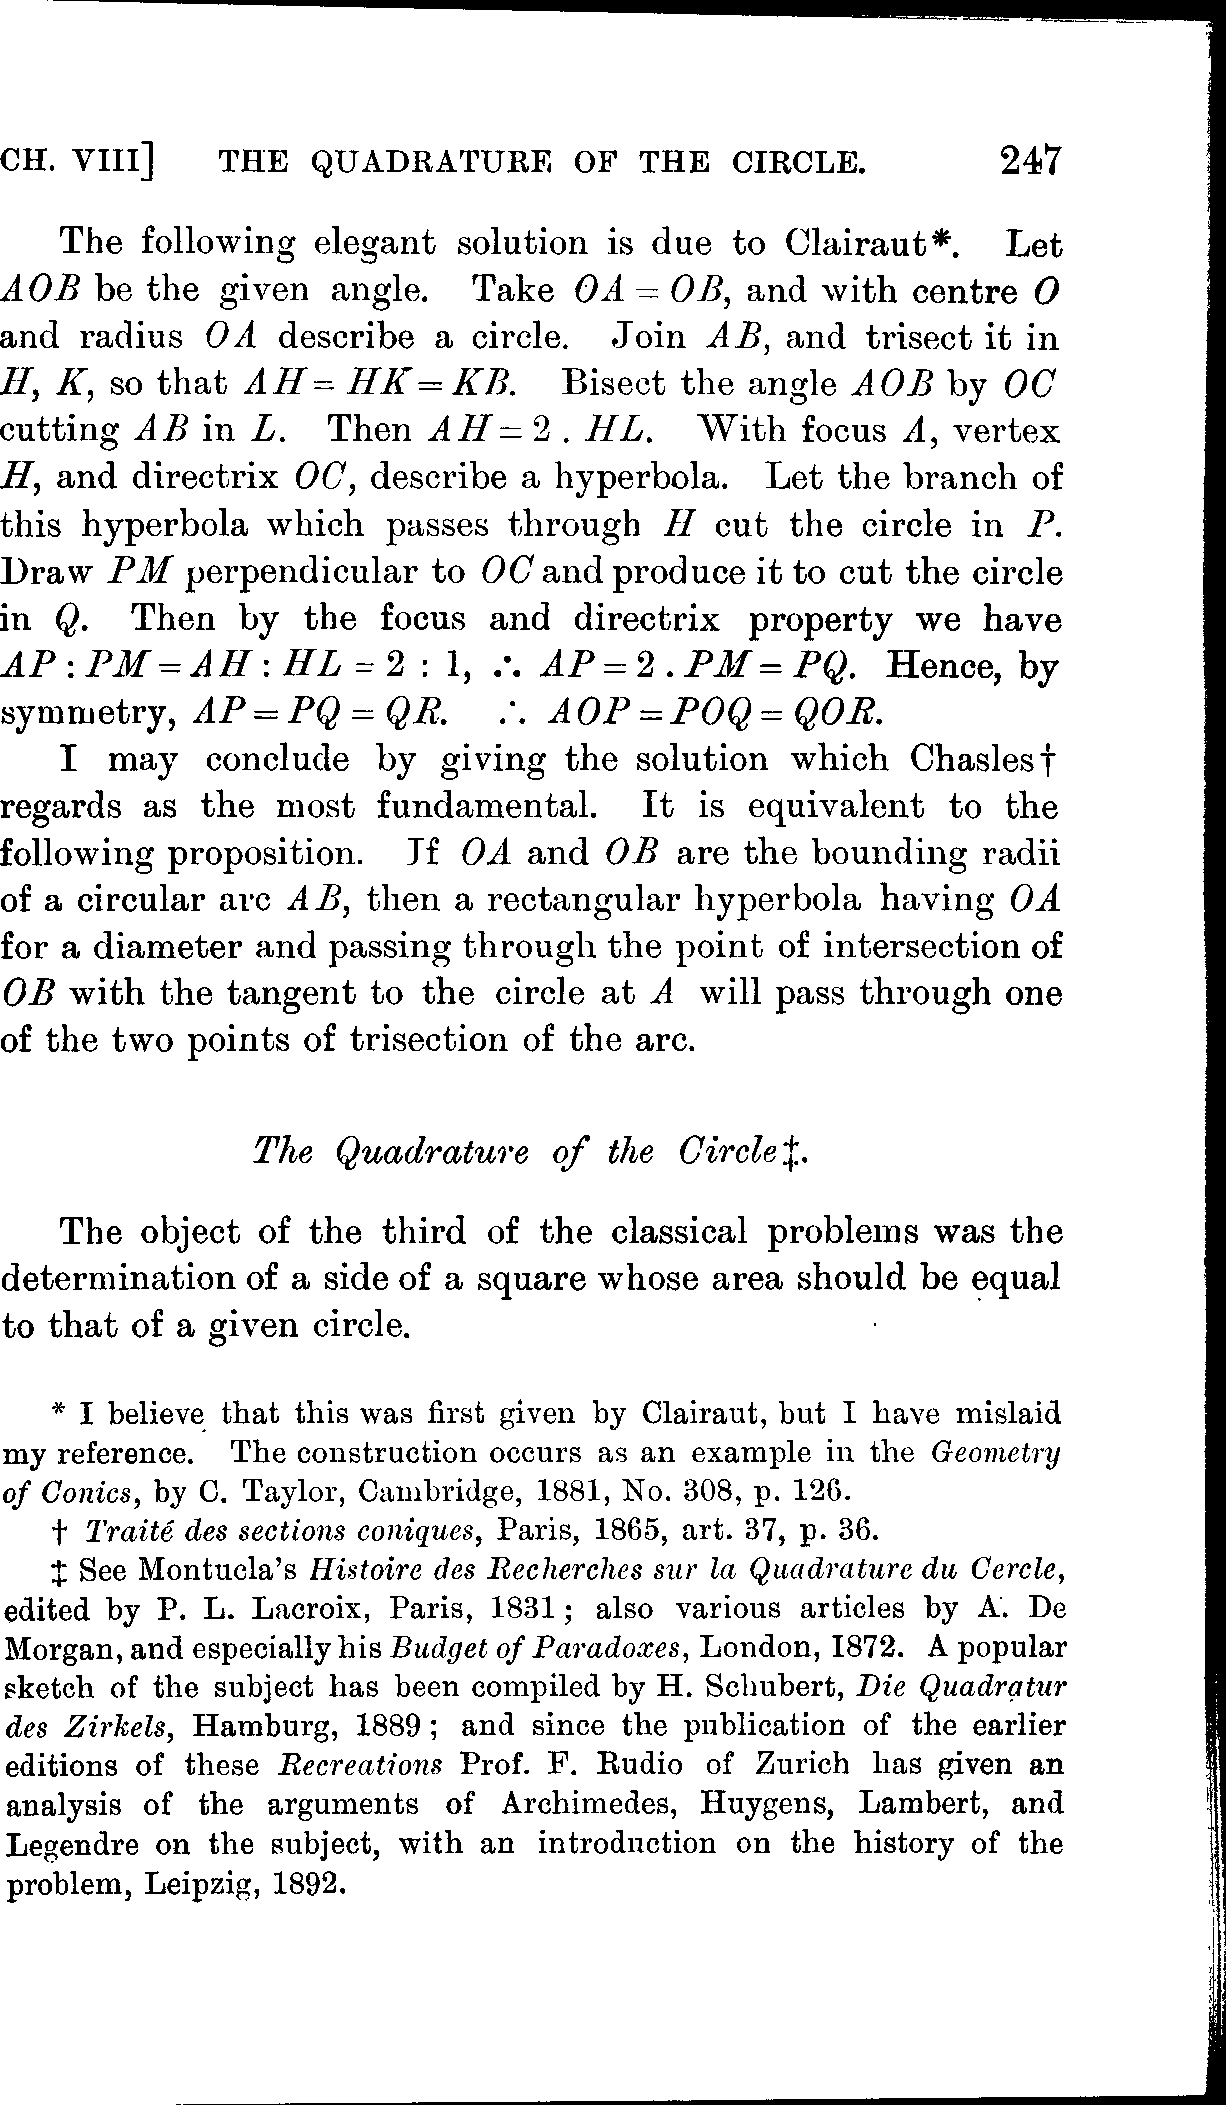 CH. VIII] THE QUADRATURE OF THE CIRCLE. 247
The following elegant solution is due to Clairaut*. Let
AOB be the given angle. Take OA = OB, and with centre O
and radius OA describe a circle. Join AB, and trisect it in
H, K, so that AH = HK = KB. Bisect the angle AOB by OC
cutting AB in L. Then AH = 2 . HL. With focus A, vertex
H, and directrix OC, describe a hyperbola. Let the branch of
this hyperbola which passes through H cut the circle in P.
Draw PM perpendicular to OC and produce it to cut the circle
in Q. Then by the focus and directrix property we have
AP : PM = AH : HL = 2 : 1, ∴ AP = 2 . PM = PQ. Hence, by
symmetry, AP = PQ = QR. ∴ AOP = POQ = QOR.
I may conclude by giving the solution which Chasles†
regards as the most fundamental. It is equivalent to the
following proposition. If OA and OB are the bounding radii
of a circular arc AB, then a rectangular hyperbola having OA
for a diameter and passing through the point of intersection of
OB with the tangent to the circle at A will pass through one
of the two points of trisection of the arc.
The Quadrature of the Circle‡.
The object of the third of the classical problems was the
determination of a side of a square whose area should be equal
to that of a given circle.
* I believe that this was first given by Clairaut, but I have mislaid
my reference. The construction occurs as an example in the Geometry
of Conics, by C. Taylor, Cambridge, 1881, No. 308, p. 126.
† Traité des sections coniques, Paris, 1865, art. 37, p. 36.
‡ See Montucla's Histoire des Recherches sur la Quadrature du Cercle,
edited by P. L. Lacroix, Paris, 1831; also various articles by A. De
Morgan, and especially his Budget of Paradoxes, London, 1872. A popular
sketch of the subject has been compiled by H. Schubert, Die Quadratur
des Zirkels, Hamburg, 1889; and since the publication of the earlier
editions of these Recreations Prof. F. Rudio of Zurich has given an
analysis of the arguments of Archimedes, Huygens, Lambert, and
Legendre on the subject, with an introduction on the history of the
problem, Leipzig, 1892.